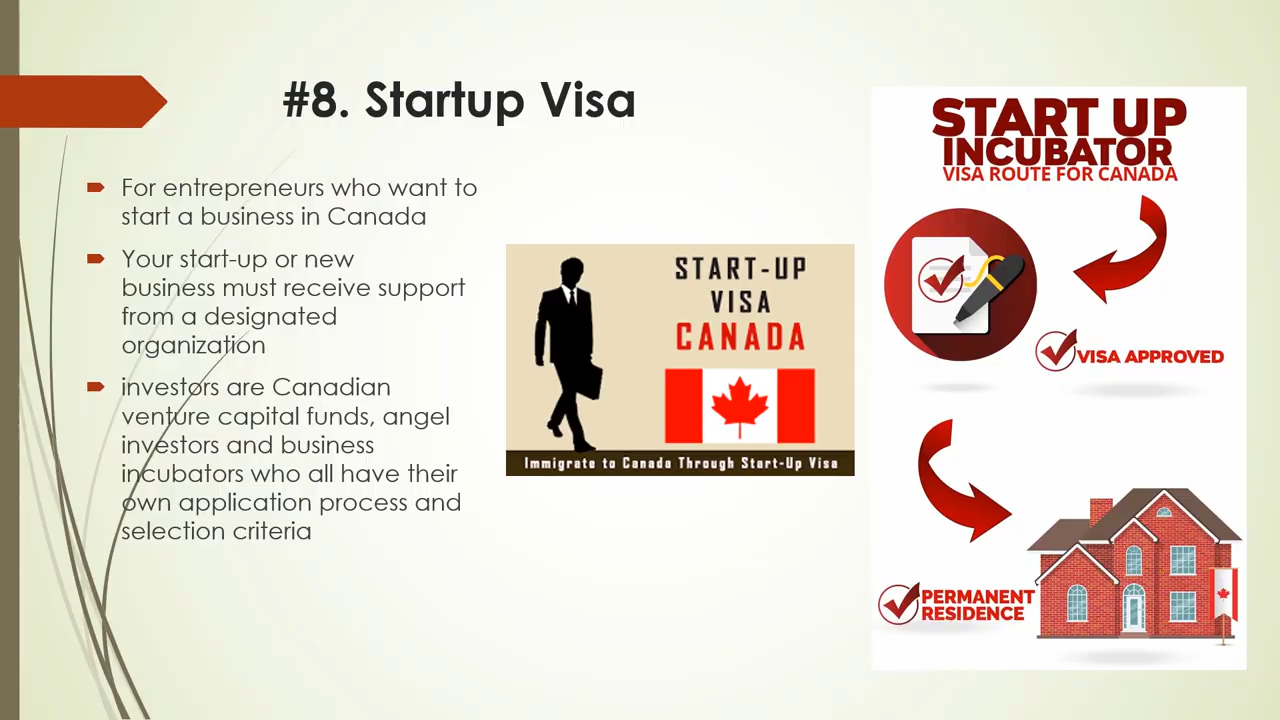 #8. Startup Visa
For entrepreneurs who want to
start a business in Canada
Your start-up or new
business must receive support
from a designated
organization
investors are Canadian
venture capital funds, angel
investors and business
incubators who all have their
own application process and
selection criteria
START-UP
VISA
CANADA
Immigrate to Canada Through Start-Up Visa
START UP
INCUBATOR
VISA ROUTE FOR CANADA
VISA APPROVED
PERMANENT
RESIDENCE